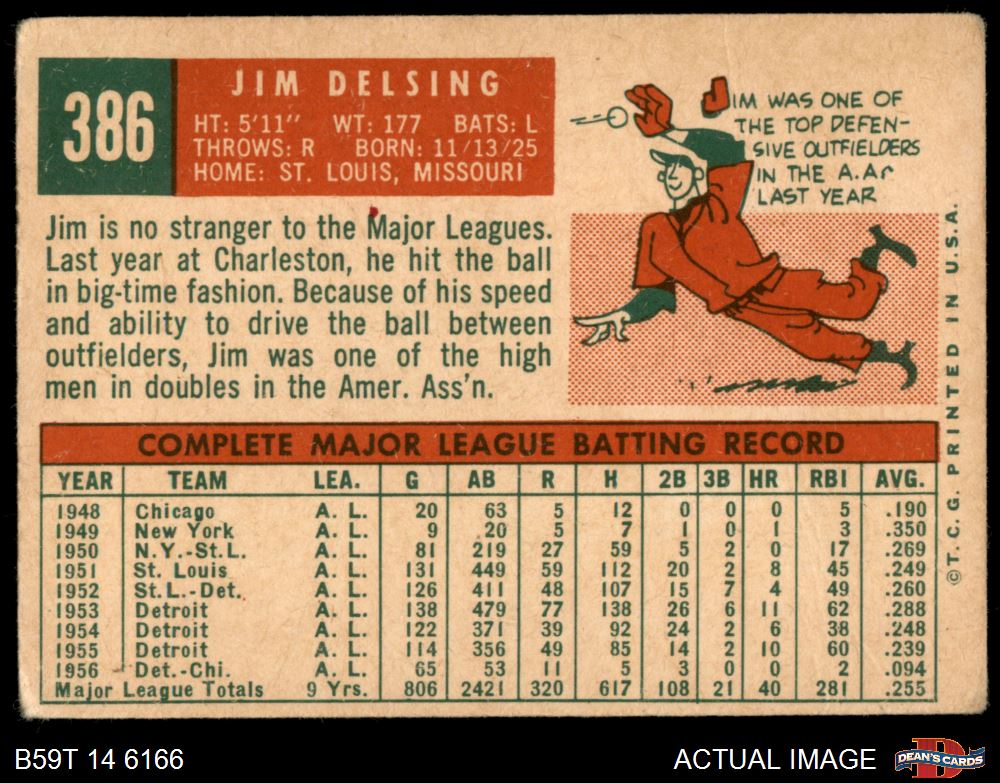 386
JIM DELSING
HT: 5'11" WT: 177 BATS: L
THROWS: R BORN: 11/13/25
HOME: ST. LOUIS, MISSOURI
JIM WAS ONE OF
THE TOP DEFEN-
SIVE OUTFIELDERS
IN THE A.A.
LAST YEAR
Jim is no stranger to the Major Leagues.
Last year at Charleston, he hit the ball
in big-time fashion. Because of his speed
and ability to drive the ball between
outfielders, Jim was one of the high
men in doubles in the Amer. Ass'n.
COMPLETE MAJOR LEAGUE BATTING RECORD
YEAR TEAM LEA. G AB R H 2B 3B HR RBI AVG.
1948 Chicago A. L. 20 63 5 12 0 0 0 5 .190
1949 New York A. L. 9 20 5 7 1 0 1 3 .350
1950 N.Y.-St.L. A. L. 81 219 27 59 5 2 0 17 .269
1951 St. Louis A. L. 131 449 59 112 20 2 8 45 .249
1952 St.L.-Det. A. L. 126 411 48 107 15 7 4 49 .260
1953 Detroit A. L. 138 479 77 138 26 6 11 62 .288
1954 Detroit A. L. 122 371 39 92 24 2 6 38 .248
1955 Detroit A. L. 114 356 49 85 14 2 10 60 .239
1956 Det.-Chi. A. L. 65 53 11 5 3 0 0 2 .094
Major League Totals 9 Yrs. 806 2421 320 617 108 21 40 281 .255
© T. C. G. PRINTED IN U.S.A.
B59T 14 6166
ACTUAL IMAGE
DEAN'S CARDS